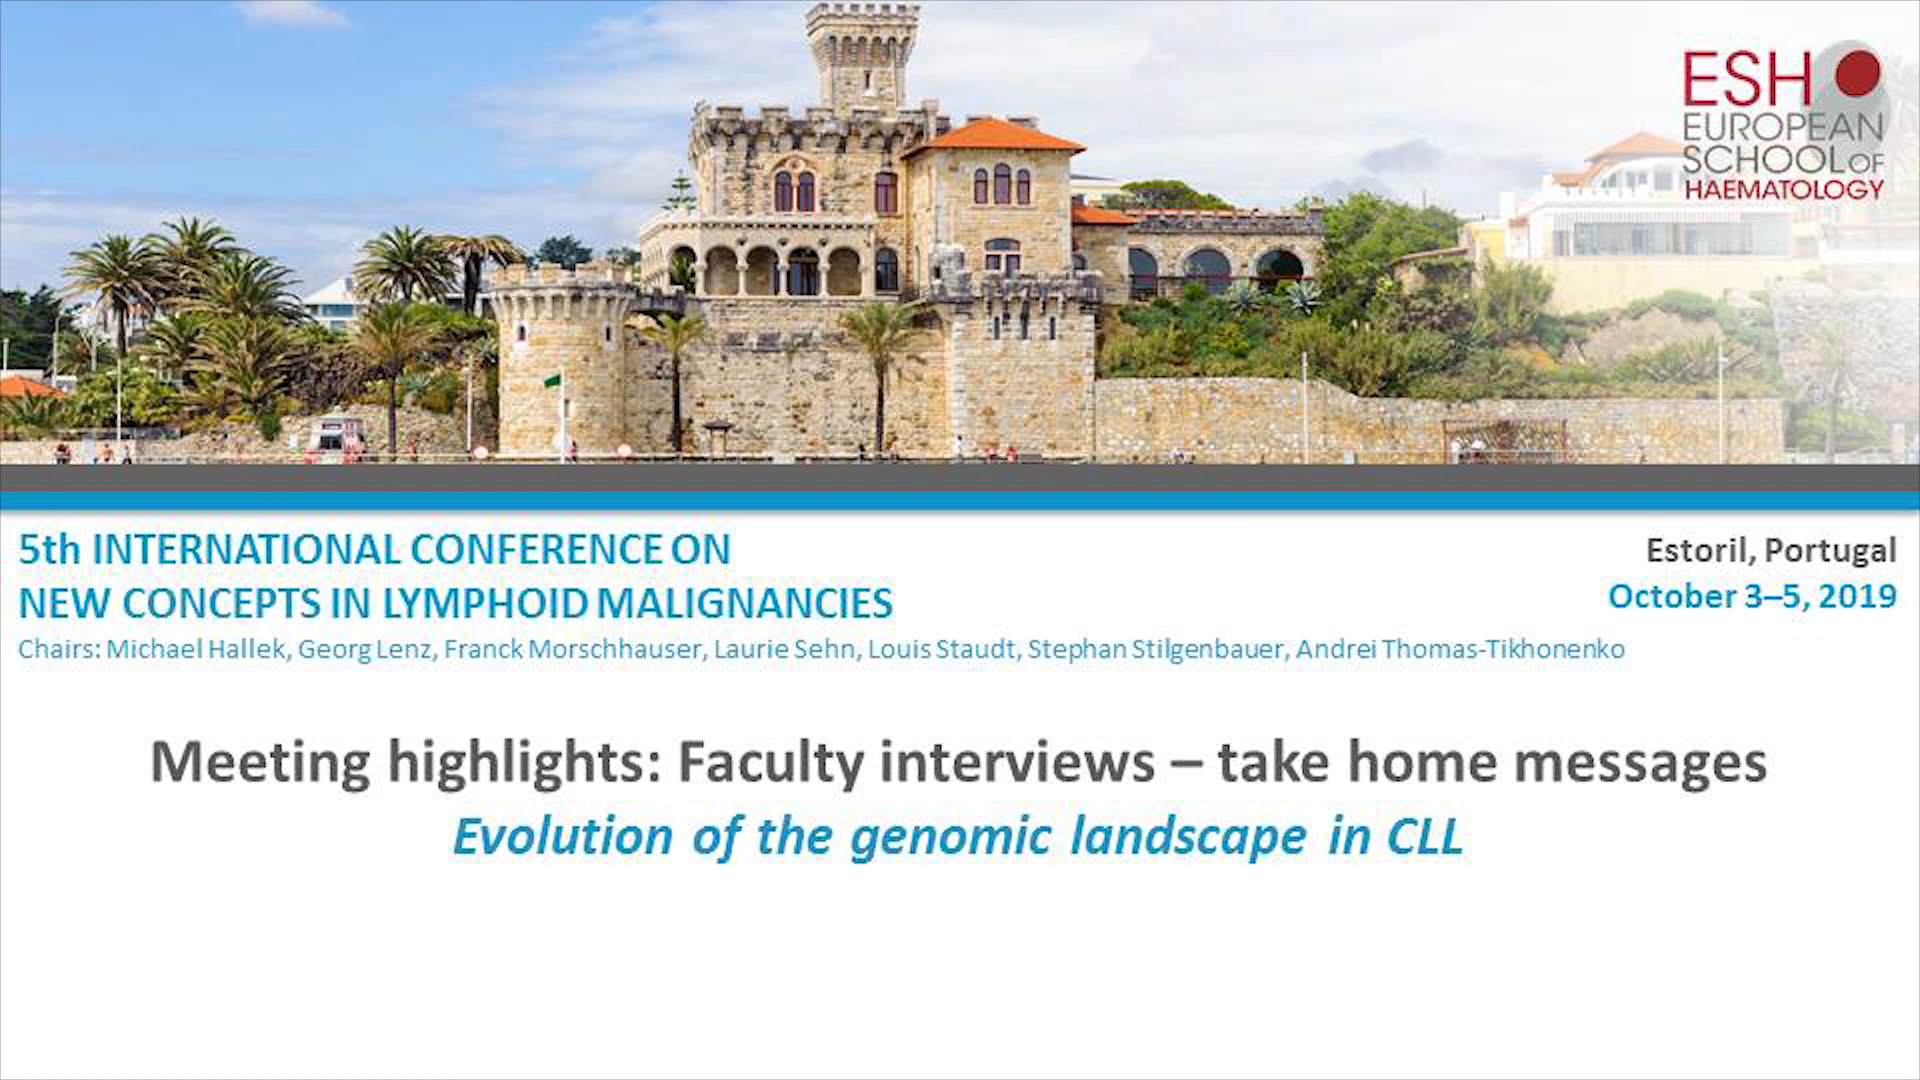 ESH
EUROPEAN
SCHOOL OF
HAEMATOLOGY
5th INTERNATIONAL CONFERENCE ON
NEW CONCEPTS IN LYMPHOID MALIGNANCIES
Chairs: Michael Hallek, Georg Lenz, Franck Morschhauser, Laurie Sehn, Louis Staudt, Stephan Stilgenbauer, Andrei Thomas-Tikhonenko
Estoril, Portugal
October 3–5, 2019
Meeting highlights: Faculty interviews – take home messages
Evolution of the genomic landscape in CLL